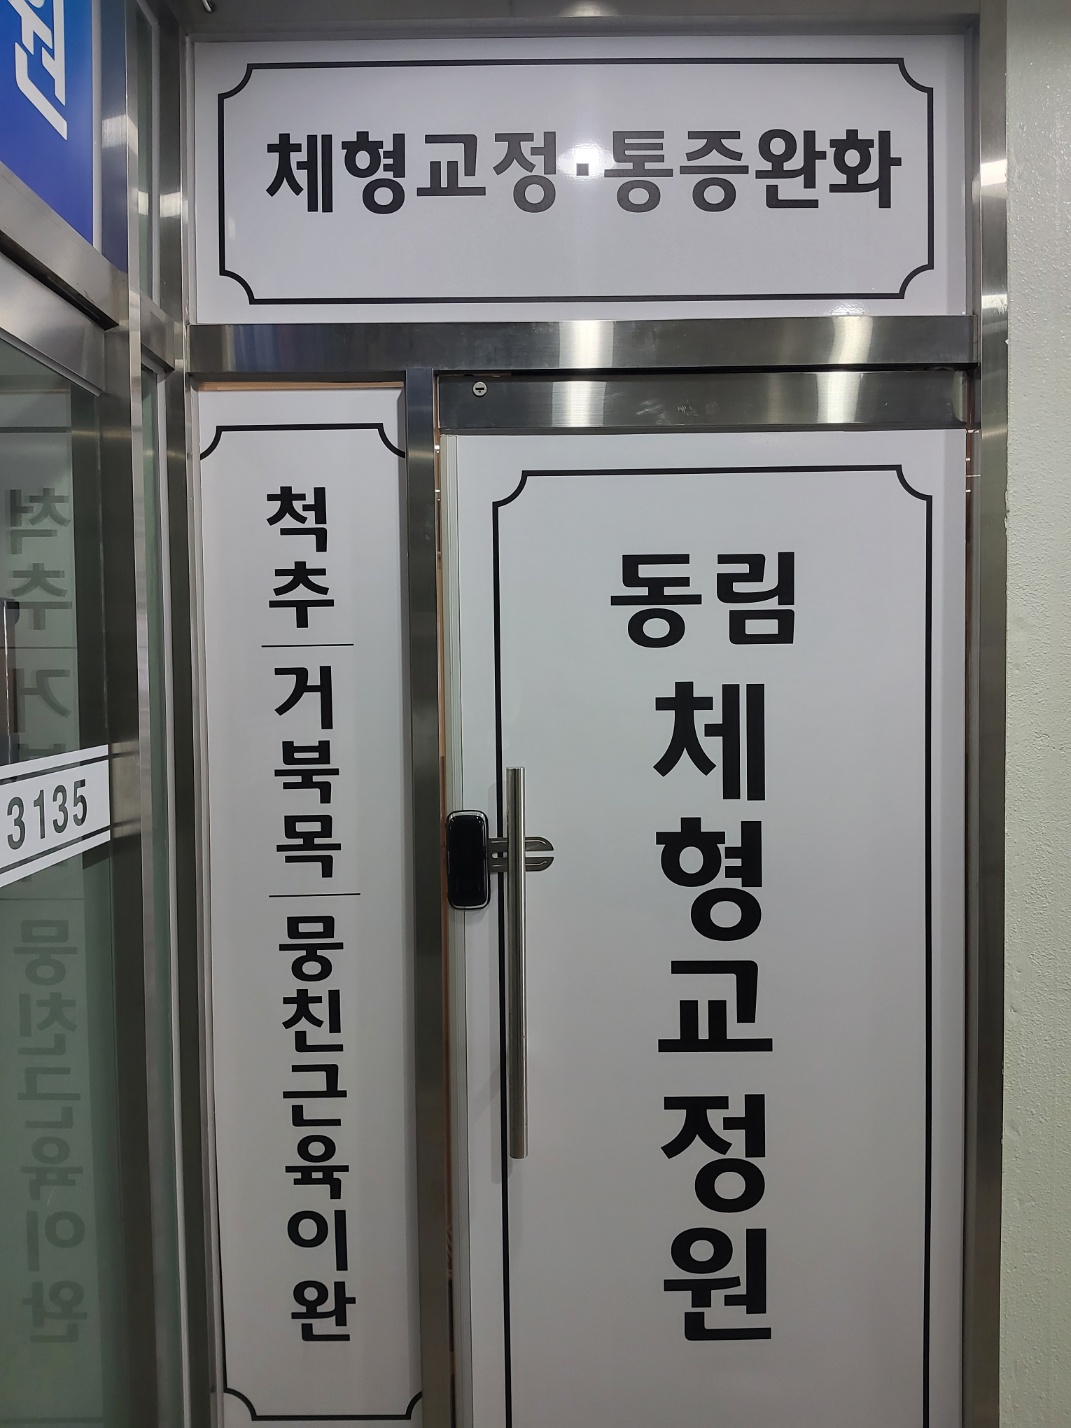 체형교정·통증완화
척추
거북목
뭉친근육이완
동림
체형교정원
3135